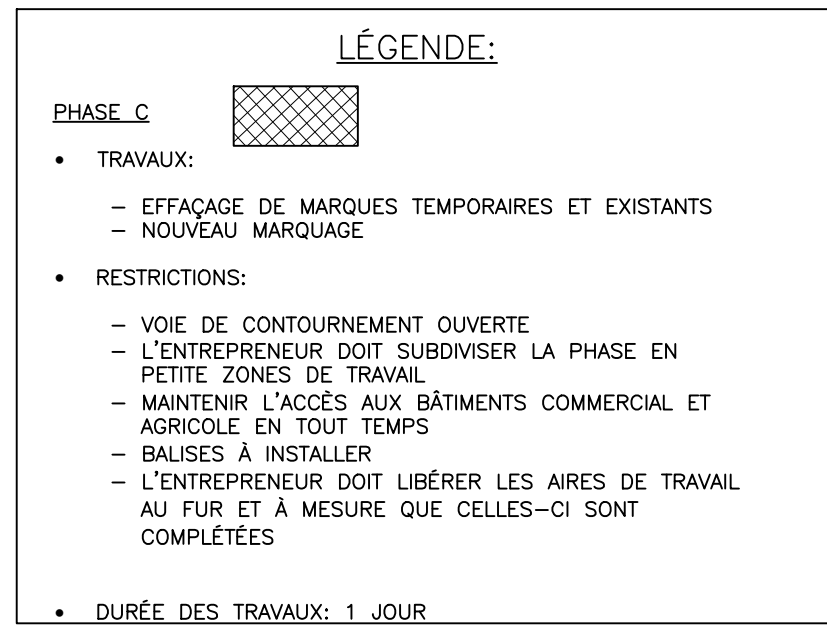 LÉGENDE:
PHASE C
• TRAVAUX:
– EFFAÇAGE DE MARQUES TEMPORAIRES ET EXISTANTS
– NOUVEAU MARQUAGE
• RESTRICTIONS:
– VOIE DE CONTOURNEMENT OUVERTE
– L'ENTREPRENEUR DOIT SUBDIVISER LA PHASE EN
PETITE ZONES DE TRAVAIL
– MAINTENIR L'ACCÈS AUX BÂTIMENTS COMMERCIAL ET
AGRICOLE EN TOUT TEMPS
– BALISES À INSTALLER
– L'ENTREPRENEUR DOIT LIBÉRER LES AIRES DE TRAVAIL
AU FUR ET À MESURE QUE CELLES–CI SONT
COMPLÉTÉES
• DURÉE DES TRAVAUX: 1 JOUR